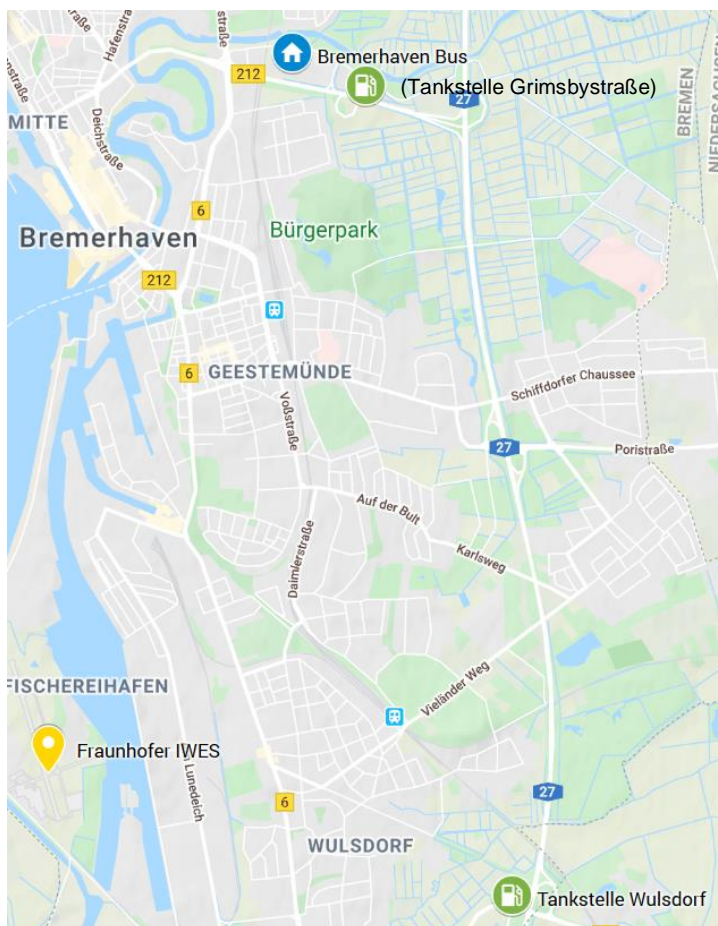 Hafenstraße
straße
Bremerhaven Bus
212
(Tankstelle Grimsbystraße)
27
MITTE
Deichstraße
BREMEN
NIEDERSACHSEN
6
Bürgerpark
Bremerhaven
212
6
GEESTEMÜNDE
Voßstraße
Schiffdorfer Chaussee
27
Poristraße
Auf der Bult
Karlsweg
Daimlerstraße
FISCHEREIHAFEN
Vieländer Weg
Fraunhofer IWES
Lunedeich
27
6
WULSDORF
Tankstelle Wulsdorf